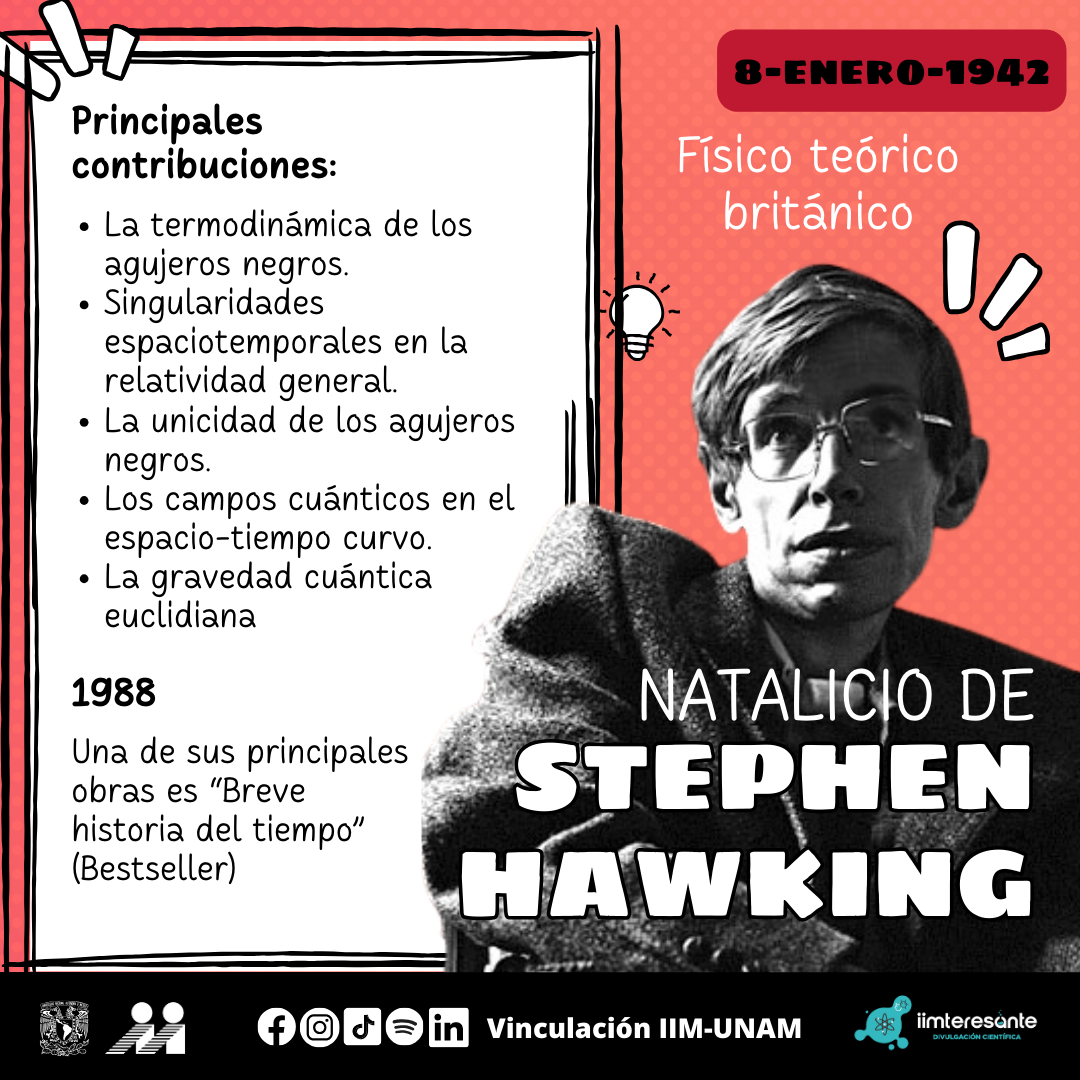 8-ENERO-1942
Físico teórico
británico
Principales
contribuciones:
• La termodinámica de los
agujeros negros.
• Singularidades
espaciotemporales en la
relatividad general.
• La unicidad de los agujeros
negros.
• Los campos cuánticos en el
espacio-tiempo curvo.
• La gravedad cuántica
euclidiana
1988
Una de sus principales
obras es “Breve
historia del tiempo”
(Bestseller)
NATALICIO DE
STEPHEN
HAWKING
Vinculación IIM-UNAM
iimteresánte
DIVULGACIÓN CIENTÍFICA